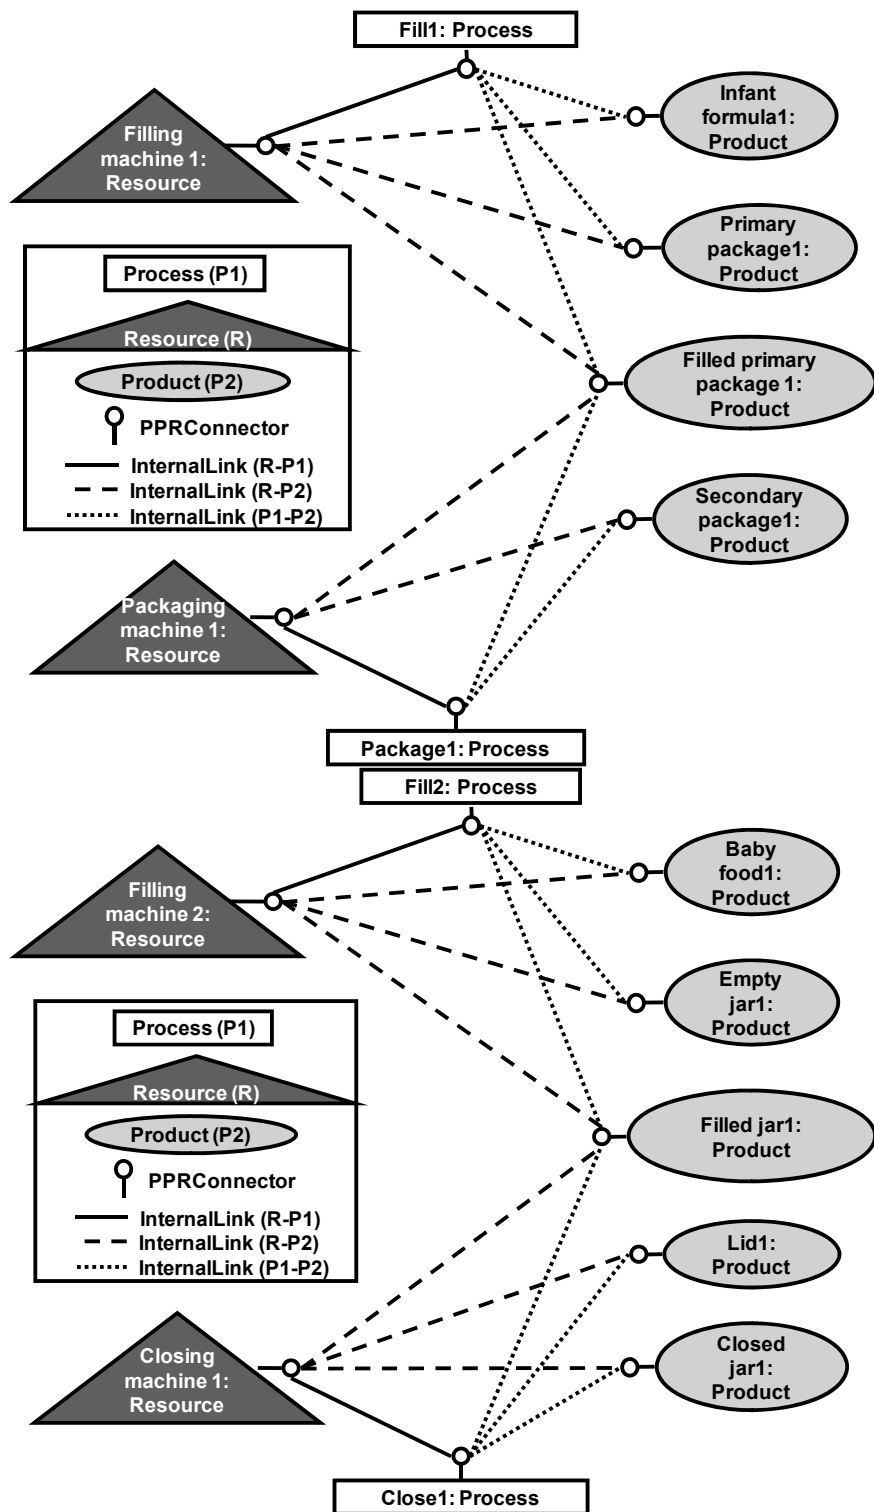 Fill1: Process
Infant
formula1:
Product
Filling
machine 1:
Resource
Primary
package1:
Product
Process (P1)
Resource (R)
Product (P2)
PPRConnector
InternalLink (R-P1)
InternalLink (R-P2)
InternalLink (P1-P2)
Filled primary
package 1:
Product
Secondary
package1:
Product
Packaging
machine 1:
Resource
Package1: Process
Fill2: Process
Baby
food1:
Product
Filling
machine 2:
Resource
Empty
jar1:
Product
Process (P1)
Resource (R)
Product (P2)
PPRConnector
InternalLink (R-P1)
InternalLink (R-P2)
InternalLink (P1-P2)
Filled jar1:
Product
Lid1:
Product
Closing
machine 1:
Resource
Closed
jar1:
Product
Close1: Process